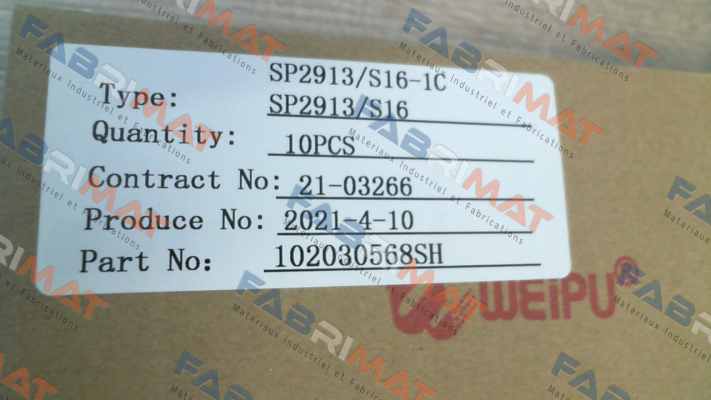 SP2913/S16-1C
Type: SP2913/S16
Quantity: 10PCS
Contract No: 21-03266
Produce No: 2021-4-10
Part No: 102030568SH
WEIPU®
FABRIMAT
Materiaux Industriel et Fabrications